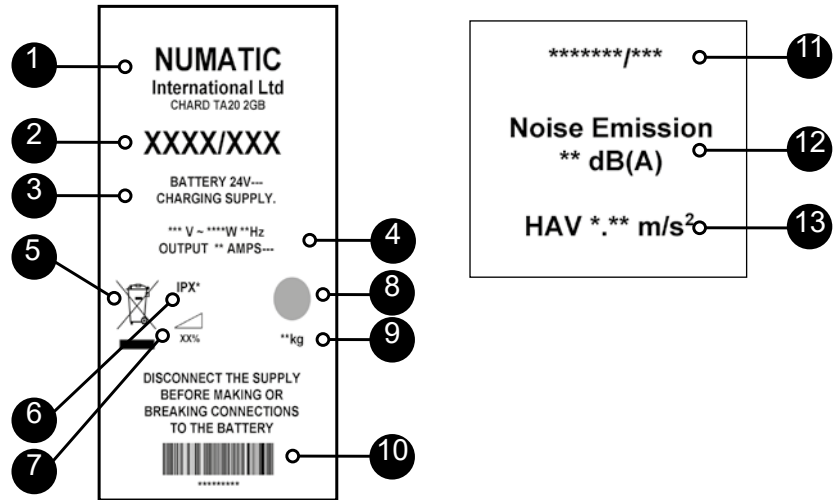 1
NUMATIC
International Ltd
CHARD TA20 2GB
2
XXXX/XXX
3
BATTERY 24V---
CHARGING SUPPLY.
*** V ~ ****W **Hz
OUTPUT ** AMPS---
4
5
IPX*
8
XX%
**kg
9
6
7
DISCONNECT THE SUPPLY
BEFORE MAKING OR
BREAKING CONNECTIONS
TO THE BATTERY
10
*********
*******/***
11
Noise Emission
** dB(A)
12
HAV *.** m/s²
13